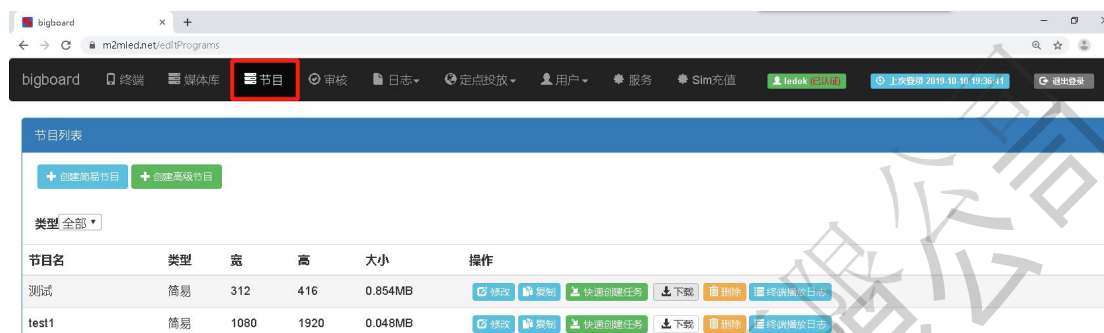 bigboard
m2mled.net/editPrograms
bigboard 终端 媒体库 节目 审核 日志 定点投放 用户 服务 Sim充值 ledok (已认证) 上次登录 2019-10-10 19:36:41 退出登录
节目列表
创建简易节目 创建高级节目
类型 全部
节目名 类型 宽 高 大小 操作
测试 简易 312 416 0.854MB 修改 复制 快速创建任务 下载 删除 终端播放日志
test1 简易 1080 1920 0.048MB 修改 复制 快速创建任务 下载 删除 终端播放日志
限公司